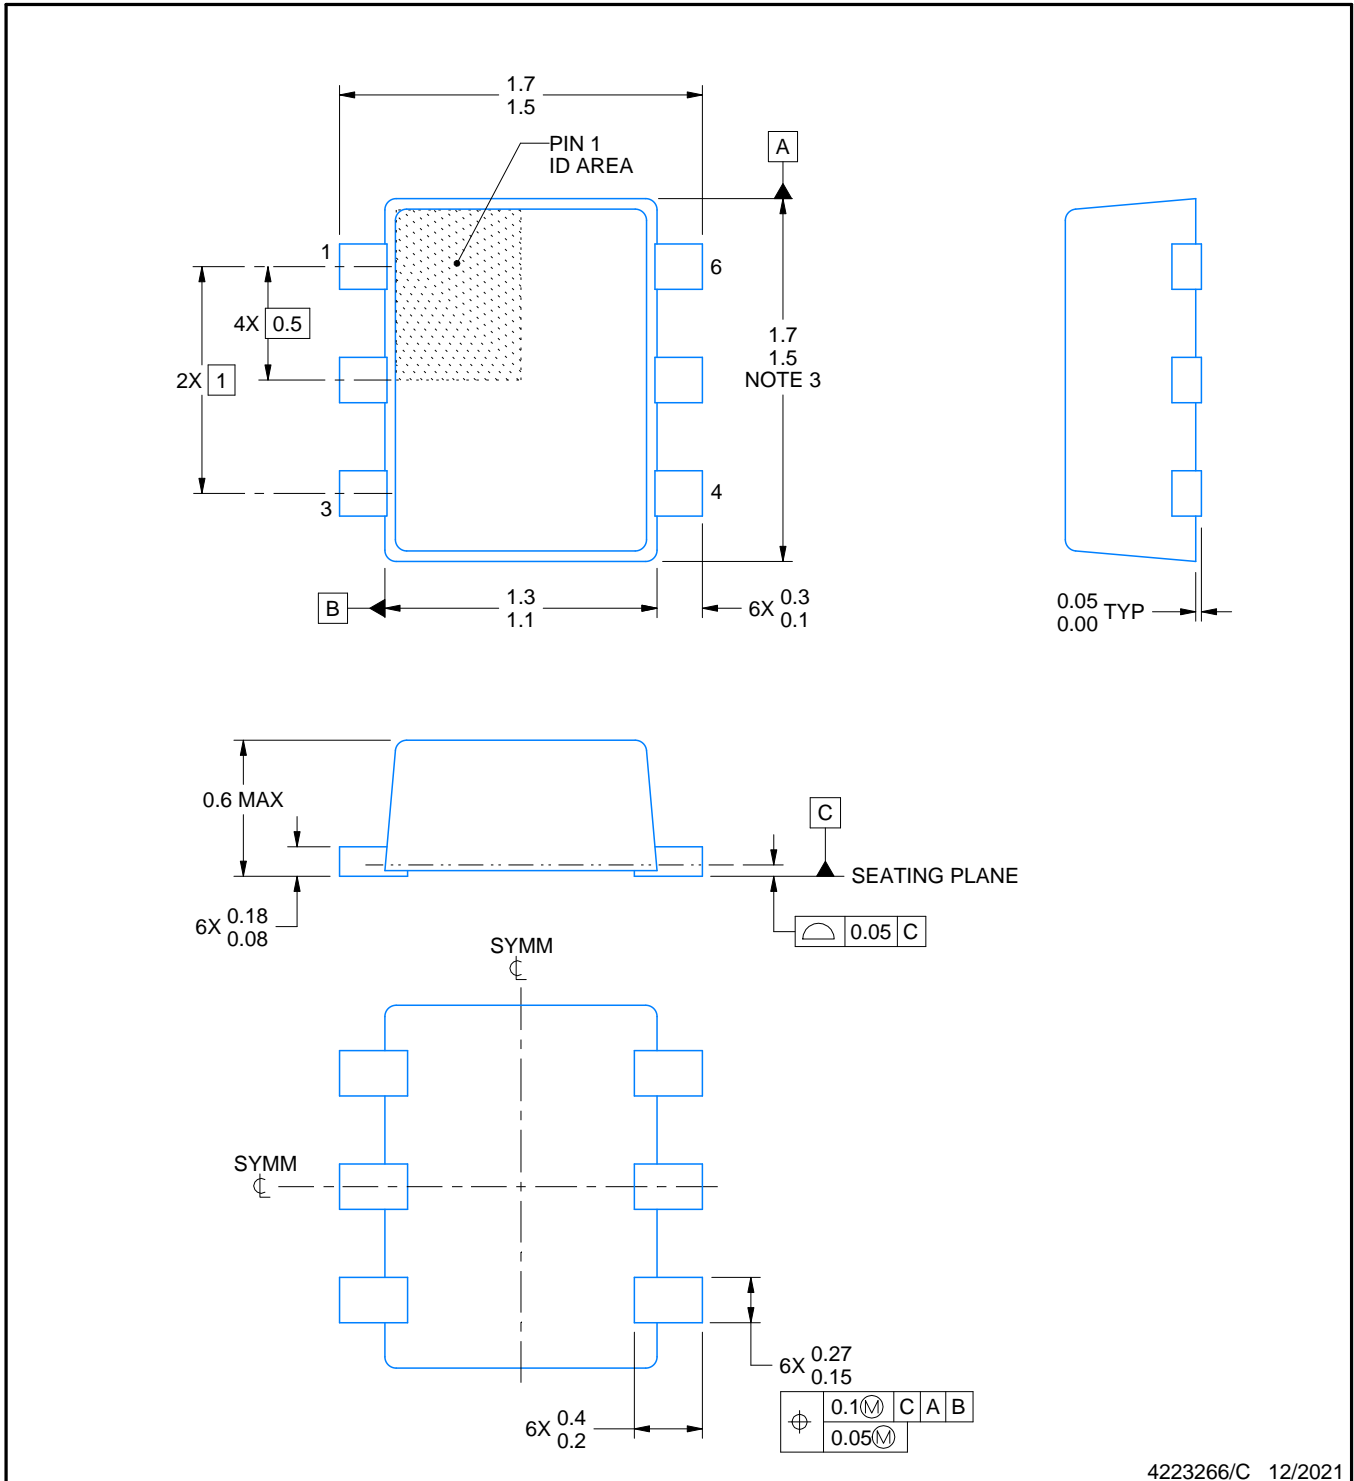 1.7
1.5
PIN 1
ID AREA
A
1
6
4X 0.5
1.7
1.5
NOTE 3
2X 1
3
4
B
1.3
1.1
6X 0.3
0.1
0.05
0.00 TYP
0.6 MAX
C
SEATING PLANE
6X 0.18
0.08
0.05 C
SYMM
SYMM
6X 0.27
0.15
0.1Ⓜ C A B
0.05Ⓜ
6X 0.4
0.2
4223266/C 12/2021